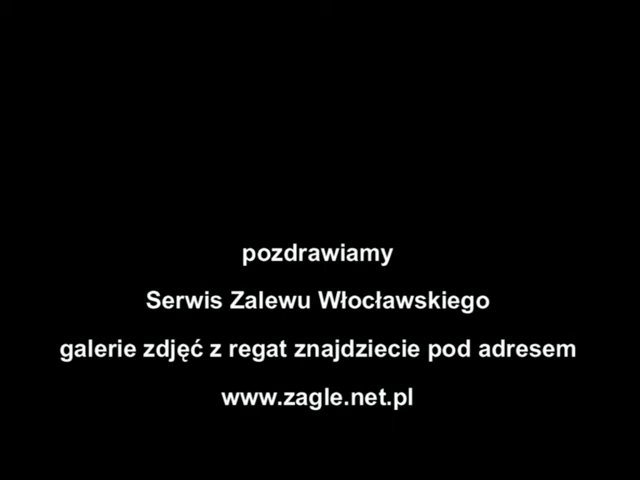 pozdrawiamy
Serwis Zalewu Włocławskiego
galerie zdjęć z regat znajdziecie pod adresem
www.zagle.net.pl